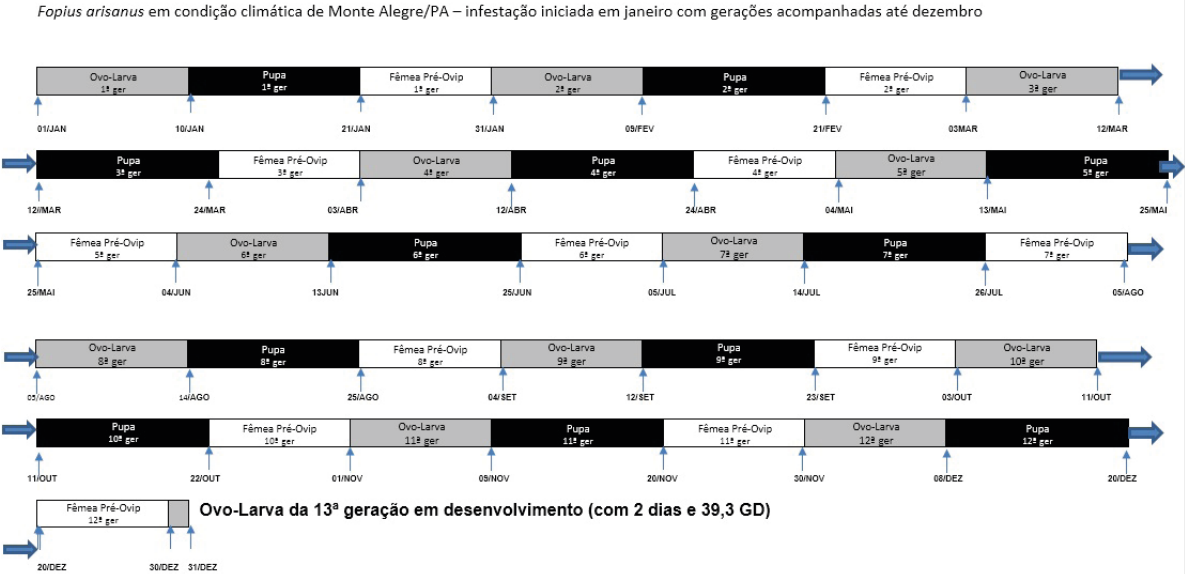 Fopius arisanus em condição climática de Monte Alegre/PA – infestação iniciada em janeiro com gerações acompanhadas até dezembro
Ovo-Larva Pupa Fêmea Pré-Ovip Ovo-Larva Pupa Fêmea Pré-Ovip Ovo-Larva
1ª ger 1ª ger 1ª ger 2ª ger 2ª ger 2ª ger 3ª ger
01/JAN 10/JAN 21/JAN 31/JAN 09/FEV 21/FEV 03MAR 12/MAR
Pupa Fêmea Pré-Ovip Ovo-Larva Pupa Fêmea Pré-Ovip Ovo-Larva Pupa
3ª ger 3ª ger 4ª ger 4ª ger 4ª ger 5ª ger 5ª ger
12//MAR 24/MAR 03/ABR 12/ABR 24/ABR 04/MAI 13/MAI 25/MAI
Fêmea Pré-Ovip Ovo-Larva Pupa Fêmea Pré-Ovip Ovo-Larva Pupa Fêmea Pré-Ovip
5ª ger 6ª ger 6ª ger 6ª ger 7ª ger 7ª ger 7ª ger
25/MAI 04/JUN 13/JUN 25/JUN 05/JUL 14/JUL 26/JUL 05/AGO
Ovo-Larva Pupa Fêmea Pré-Ovip Ovo-Larva Pupa Fêmea Pré-Ovip Ovo-Larva
8ª ger 8ª ger 8ª ger 9ª ger 9ª ger 9ª ger 10ª ger
05/AGO 14/AGO 25/AGO 04/SET 12/SET 23/SET 03/OUT 11/OUT
Pupa Fêmea Pré-Ovip Ovo-Larva Pupa Fêmea Pré-Ovip Ovo-Larva Pupa
10ª ger 10ª ger 11ª ger 11ª ger 11ª ger 12ª ger 12ª ger
11/OUT 22/OUT 01/NOV 09/NOV 20/NOV 30/NOV 08/DEZ 20/DEZ
Fêmea Pré-Ovip
12ª ger
Ovo-Larva da 13ª geração em desenvolvimento (com 2 dias e 39,3 GD)
20/DEZ 30/DEZ 31/DEZ